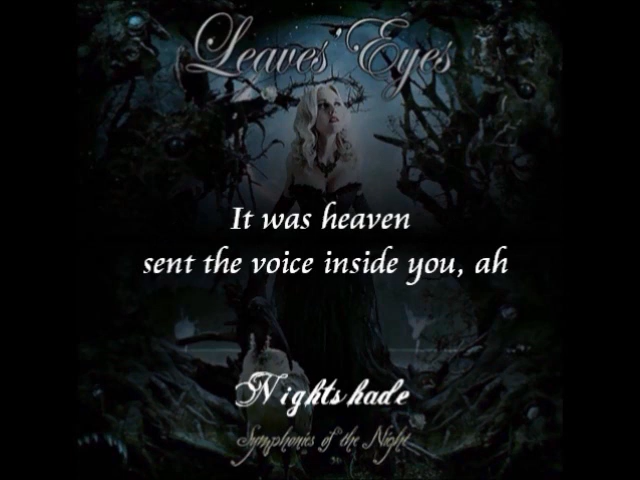 Leaves' Eyes
It was heaven
sent the voice inside you, ah
Nightshade
Symphonies of the Night